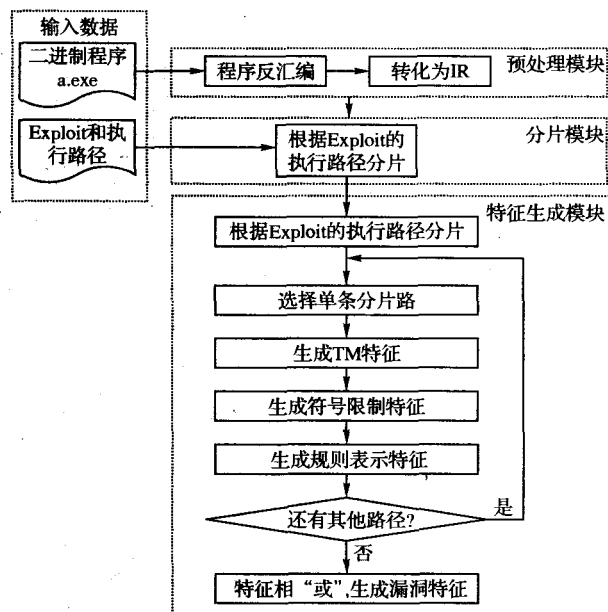 输入数据
二进制程序
a.exe
程序反汇编
转化为IR
预处理模块
Exploit和执
行路径
根据Exploit的
执行路径分片
分片模块
特征生成模块
根据Exploit的执行路径分片
选择单条分片路
生成TM特征
生成符号限制特征
生成规则表示特征
还有其他路径?
是
否
特征相“或”,生成漏洞特征